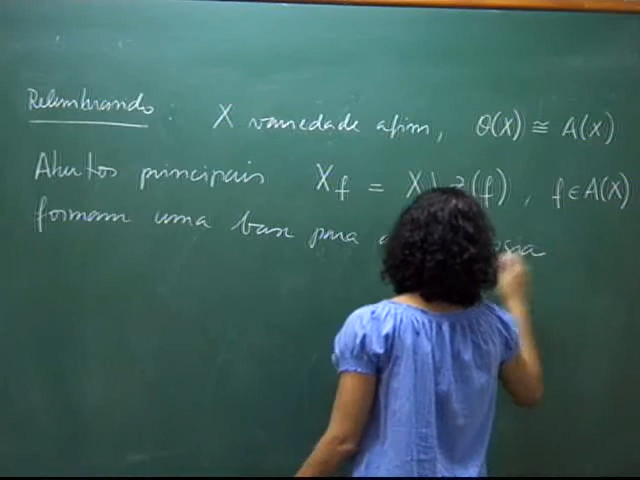 Relembrando: X variedade afim, O(X) ≅ A(X)
Abertos principais X_f = X \ Z(f), f ∈ A(X)
formam uma base para a